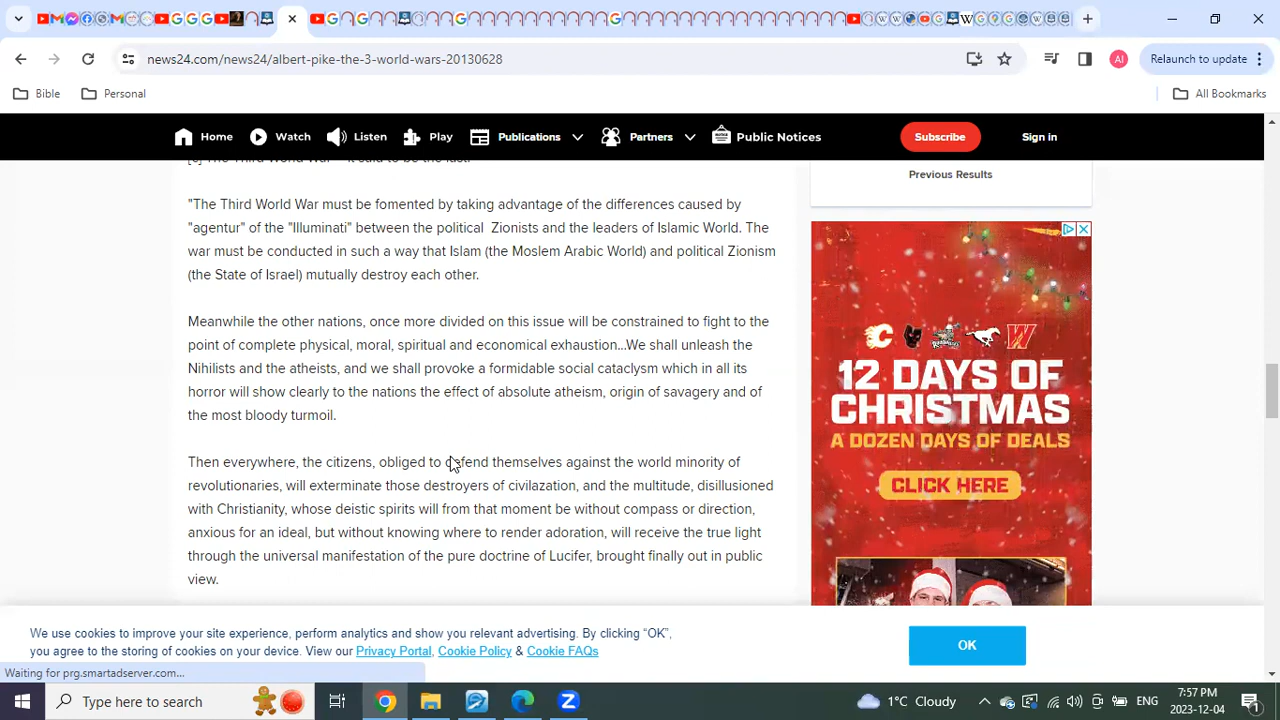 news24.com/news24/albert-pike-the-3-world-wars-20130628
AI
Relaunch to update
Bible
Personal
All Bookmarks
Home
Watch
Listen
Play
Publications
Partners
Public Notices
Subscribe
Sign in
"The Third World War must be fomented by taking advantage of the differences caused by
"agentur" of the "Illuminati" between the political Zionists and the leaders of Islamic World. The
war must be conducted in such a way that Islam (the Moslem Arabic World) and political Zionism
(the State of Israel) mutually destroy each other.
Meanwhile the other nations, once more divided on this issue will be constrained to fight to the
point of complete physical, moral, spiritual and economical exhaustion...We shall unleash the
Nihilists and the atheists, and we shall provoke a formidable social cataclysm which in all its
horror will show clearly to the nations the effect of absolute atheism, origin of savagery and of
the most bloody turmoil.
Then everywhere, the citizens, obliged to defend themselves against the world minority of
revolutionaries, will exterminate those destroyers of civilazation, and the multitude, disillusioned
with Christianity, whose deistic spirits will from that moment be without compass or direction,
anxious for an ideal, but without knowing where to render adoration, will receive the true light
through the universal manifestation of the pure doctrine of Lucifer, brought finally out in public
view.
Previous Results
12 DAYS OF
CHRISTMAS
A DOZEN DAYS OF DEALS
CLICK HERE
We use cookies to improve your site experience, perform analytics and show you relevant advertising. By clicking "OK",
you agree to the storing of cookies on your device. View our Privacy Portal, Cookie Policy & Cookie FAQs
OK
Waiting for prg.smartadserver.com...
Type here to search
1°C Cloudy
ENG
7:57 PM
2023-12-04